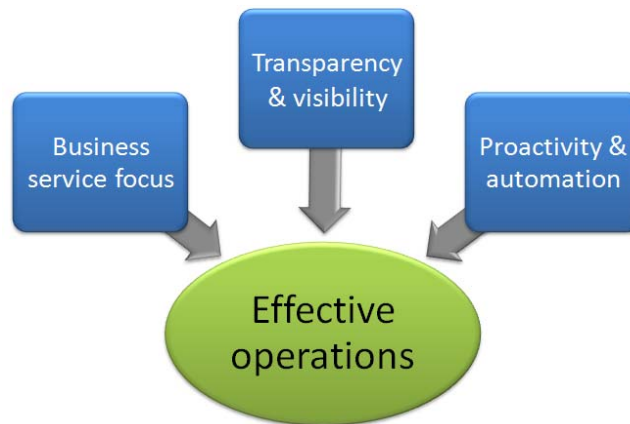 Transparency
& visibility
Business
service focus
Proactivity &
automation
Effective
operations